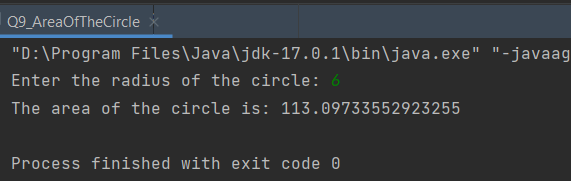 Q9_AreaOfTheCircle
"D:\Program Files\Java\jdk-17.0.1\bin\java.exe" "-javaag
Enter the radius of the circle: 6
The area of the circle is: 113.09733552923255
Process finished with exit code 0